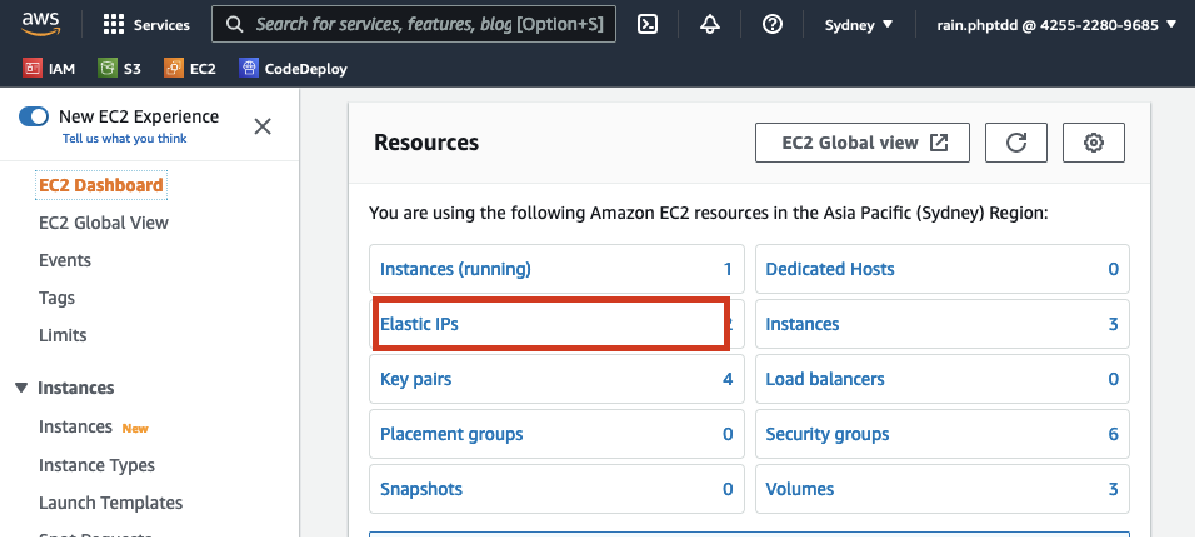 aws
Services
Search for services, features, blog [Option+S]
Sydney ▼
rain.phptdd @ 4255-2280-9685 ▼
IAM
S3
EC2
CodeDeploy
New EC2 Experience
Tell us what you think
EC2 Dashboard
EC2 Global View
Events
Tags
Limits
▼ Instances
Instances New
Instance Types
Launch Templates
Resources
EC2 Global view
You are using the following Amazon EC2 resources in the Asia Pacific (Sydney) Region:
Instances (running) 1
Dedicated Hosts 0
Elastic IPs 2
Instances 3
Key pairs 4
Load balancers 0
Placement groups 0
Security groups 6
Snapshots 0
Volumes 3